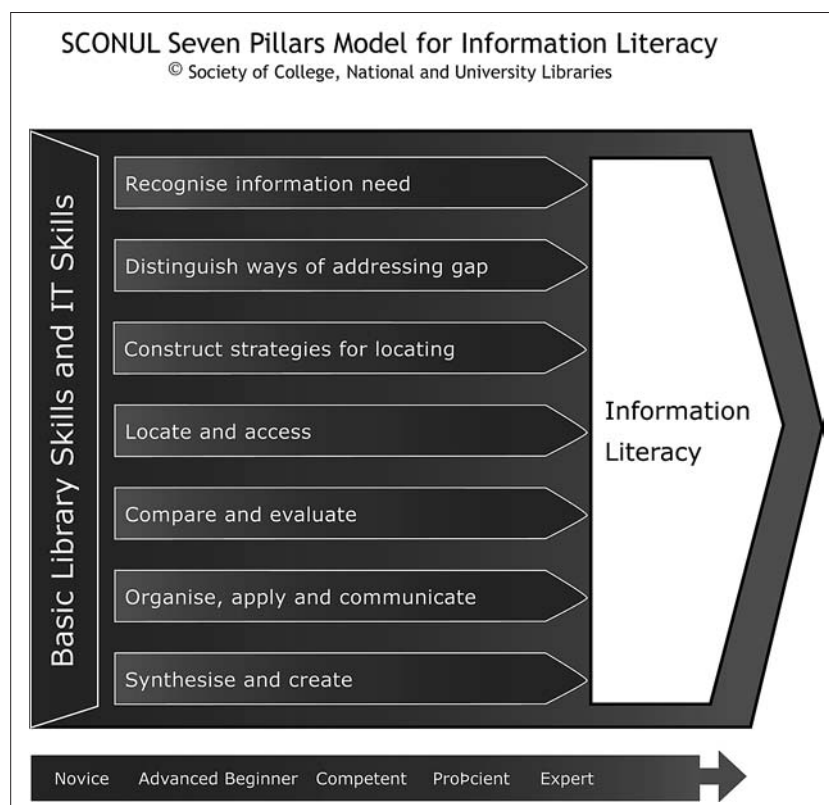 SCONUL Seven Pillars Model for Information Literacy
© Society of College, National and University Libraries
Basic Library Skills and IT Skills
Recognise information need
Distinguish ways of addressing gap
Construct strategies for locating
Locate and access
Compare and evaluate
Organise, apply and communicate
Synthesise and create
Information
Literacy
Novice Advanced Beginner Competent ProÞcient Expert